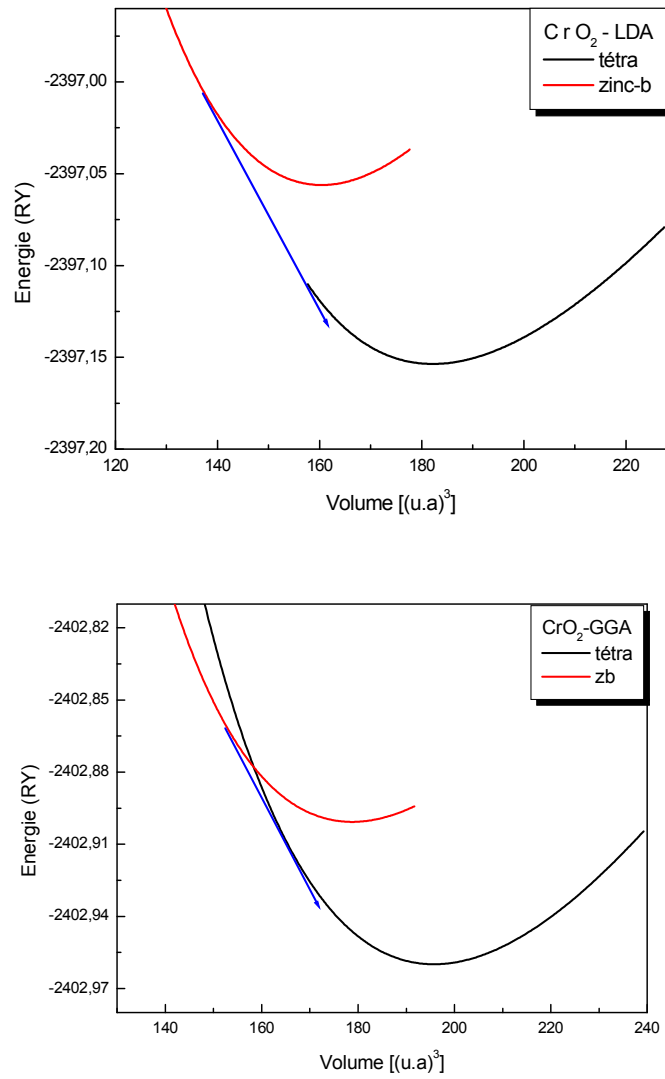 C r O2 - LDA
tétra
zinc-b
-2397,00
-2397,05
-2397,10
-2397,15
-2397,20
Energie (RY)
120
140
160
180
200
220
Volume [(u.a)3]
CrO2-GGA
tétra
zb
-2402,82
-2402,85
-2402,88
-2402,91
-2402,94
-2402,97
Energie (RY)
140
160
180
200
220
240
Volume [(u.a)3]